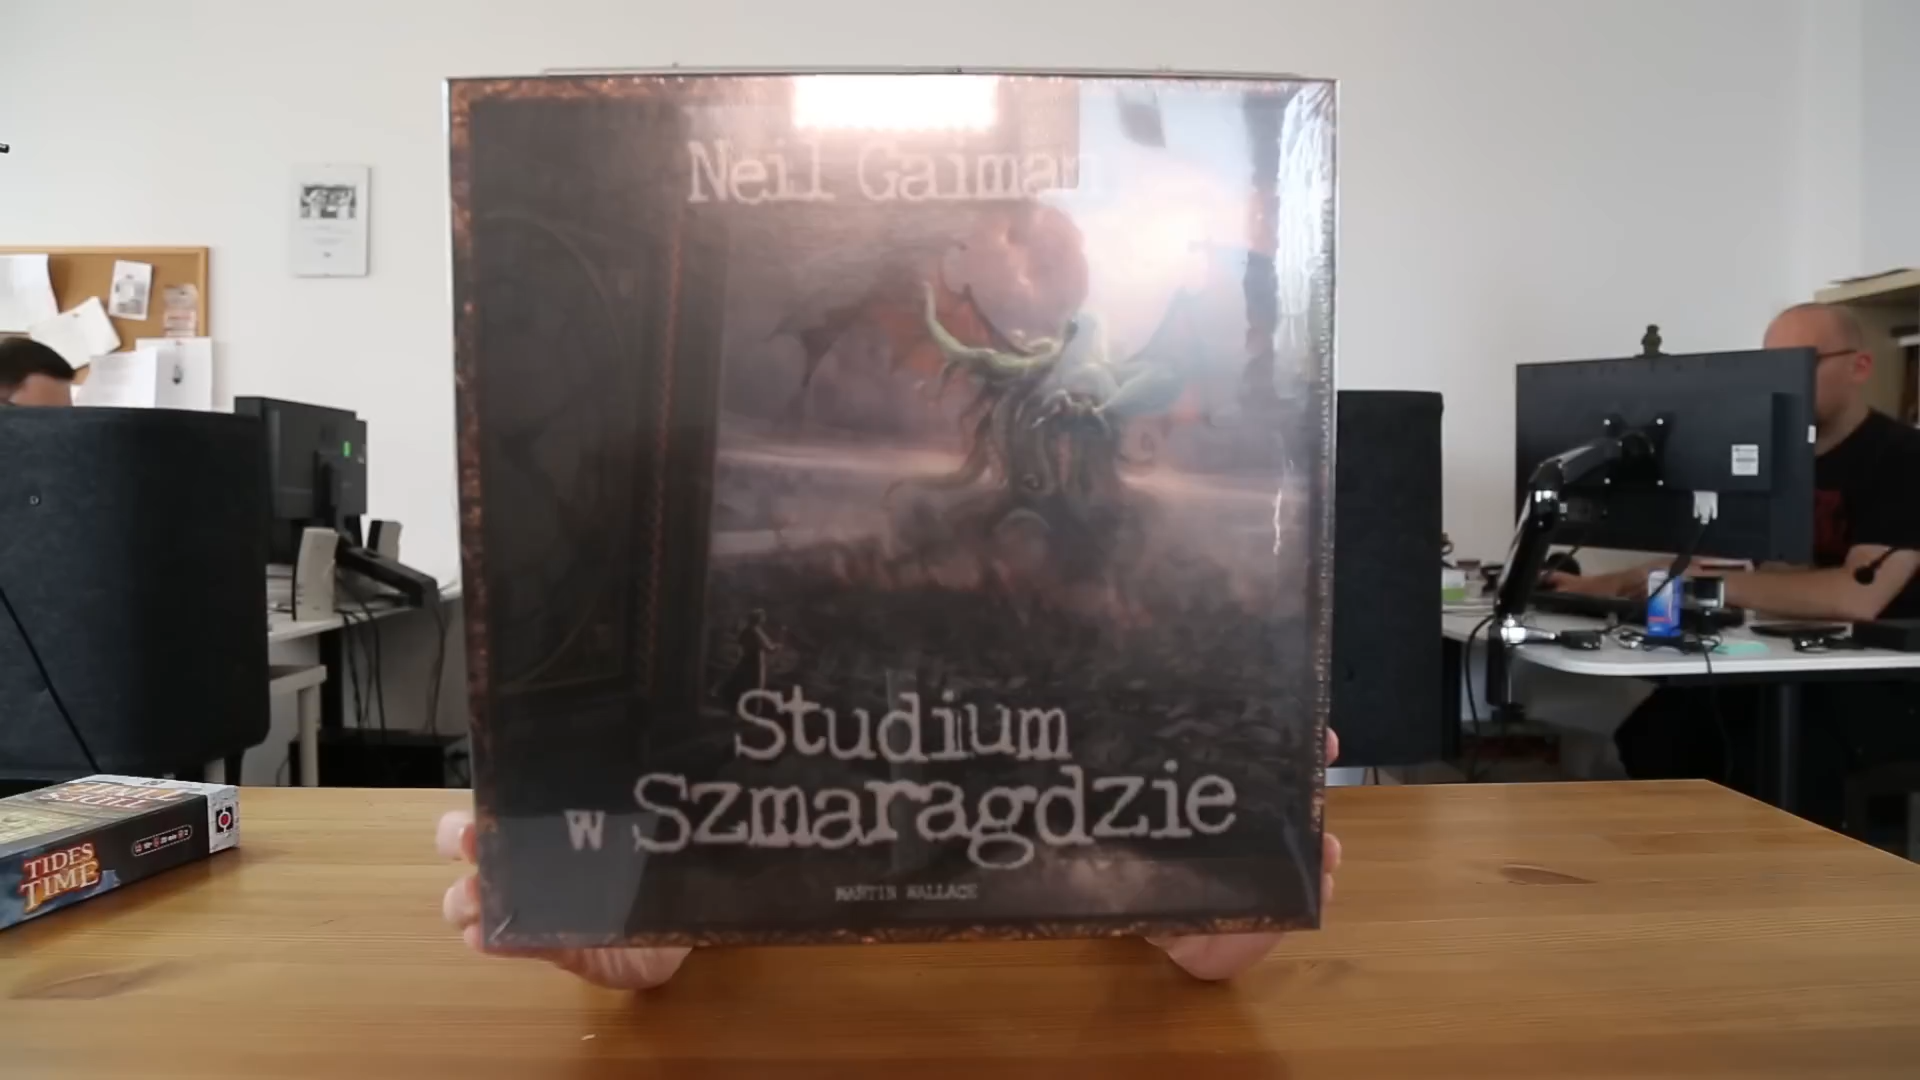 Neil Gaiman
Studium
w Szmaragdzie
MARTIN WALLACE
TIDES
TIME